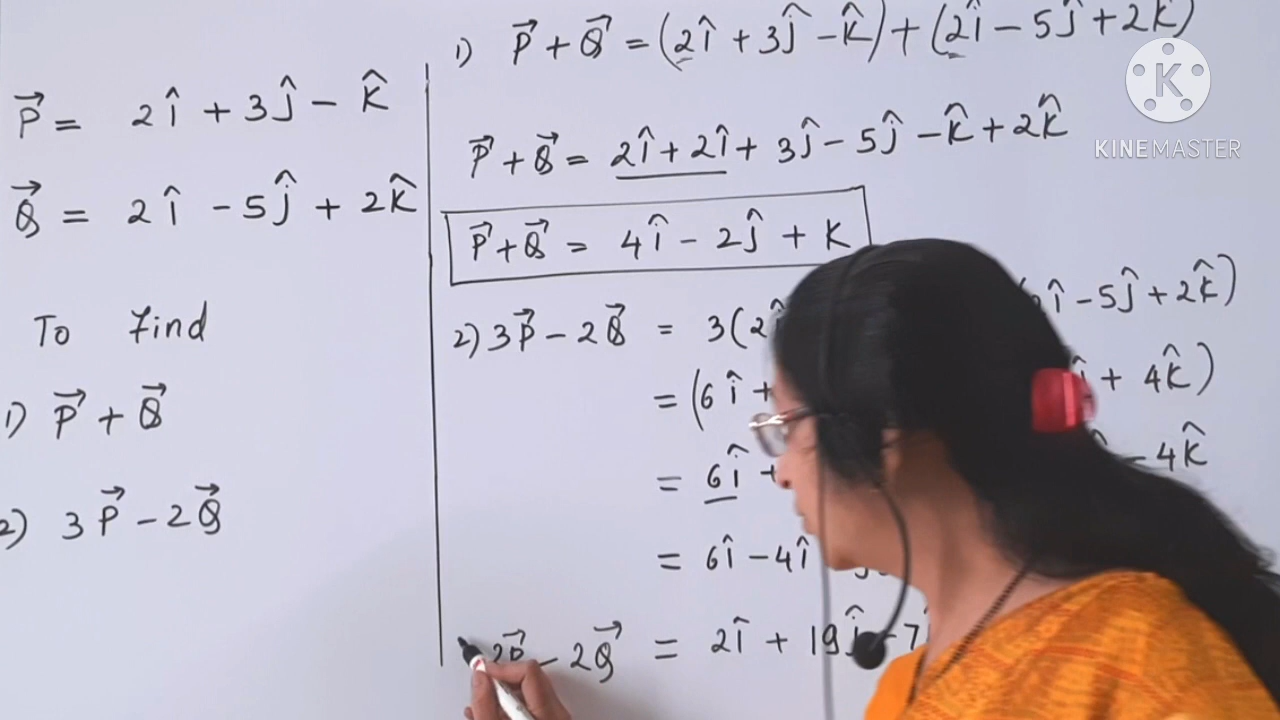 P⃗ = 2î + 3ĵ - k̂
Q⃗ = 2î - 5ĵ + 2k̂
To Find
1) P⃗ + Q⃗
2) 3P⃗ - 2Q⃗
1) P⃗ + Q⃗ = (2î + 3ĵ - k̂) + (2î - 5ĵ + 2k̂)
P⃗ + Q⃗ = 2î + 2î + 3ĵ - 5ĵ - k̂ + 2k̂
P⃗ + Q⃗ = 4î - 2ĵ + k
2) 3P⃗ - 2Q⃗ = 3(2î î - 5ĵ + 2k̂)
= (6î + + 4k̂)
= 6î + - 4k̂
= 6î - 4î
- 2Q⃗ = 2î + 19ĵ - 7
K
KINEMASTER